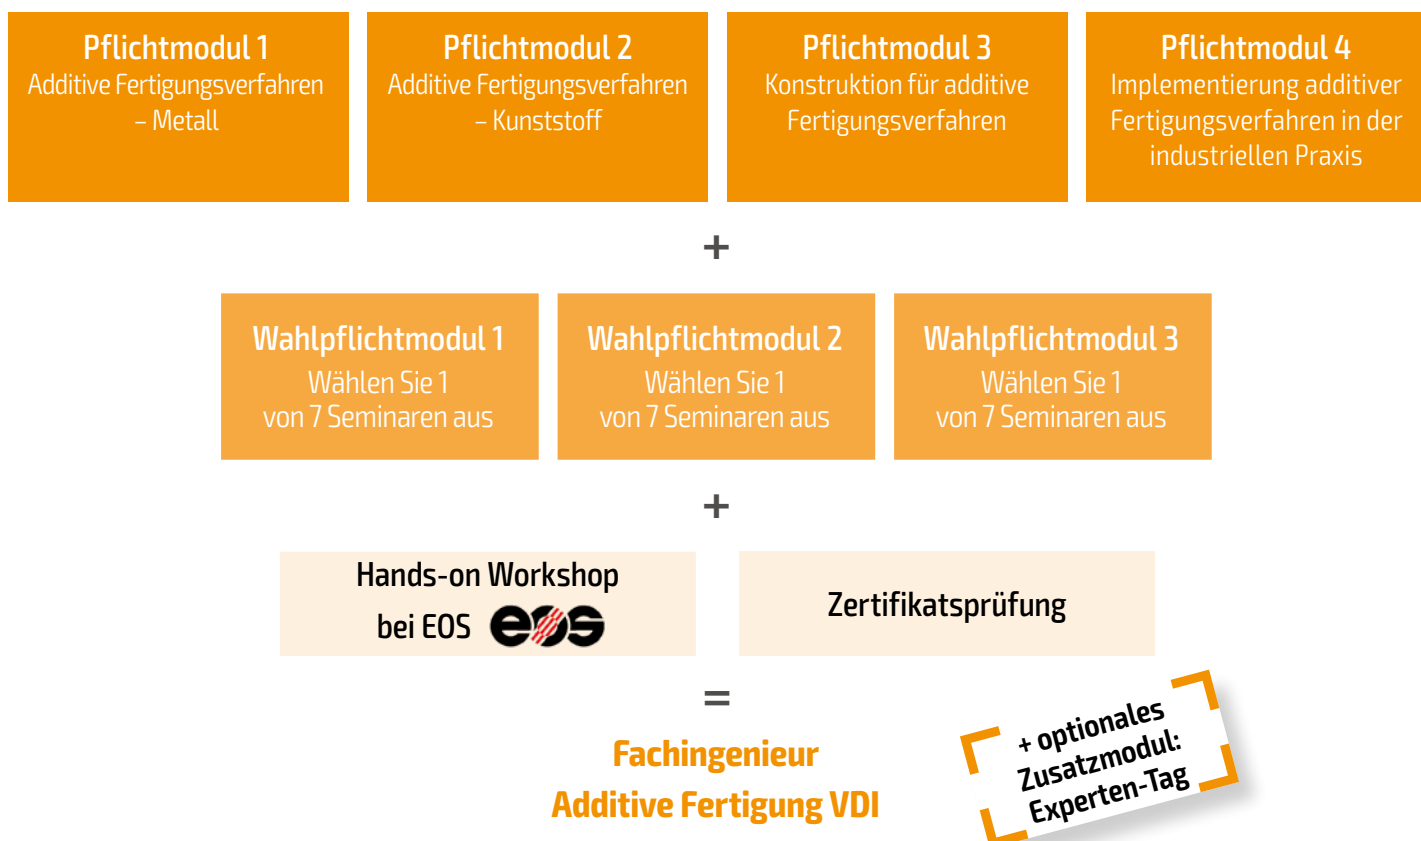 Pflichtmodul 1
Additive Fertigungsverfahren
– Metall
Pflichtmodul 2
Additive Fertigungsverfahren
– Kunststoff
Pflichtmodul 3
Konstruktion für additive
Fertigungsverfahren
Pflichtmodul 4
Implementierung additiver
Fertigungsverfahren in der
industriellen Praxis
+
Wahlpflichtmodul 1
Wählen Sie 1
von 7 Seminaren aus
Wahlpflichtmodul 2
Wählen Sie 1
von 7 Seminaren aus
Wahlpflichtmodul 3
Wählen Sie 1
von 7 Seminaren aus
+
Hands-on Workshop
bei EOS eos
Zertifikatsprüfung
=
Fachingenieur
Additive Fertigung VDI
+ optionales
Zusatzmodul:
Experten-Tag